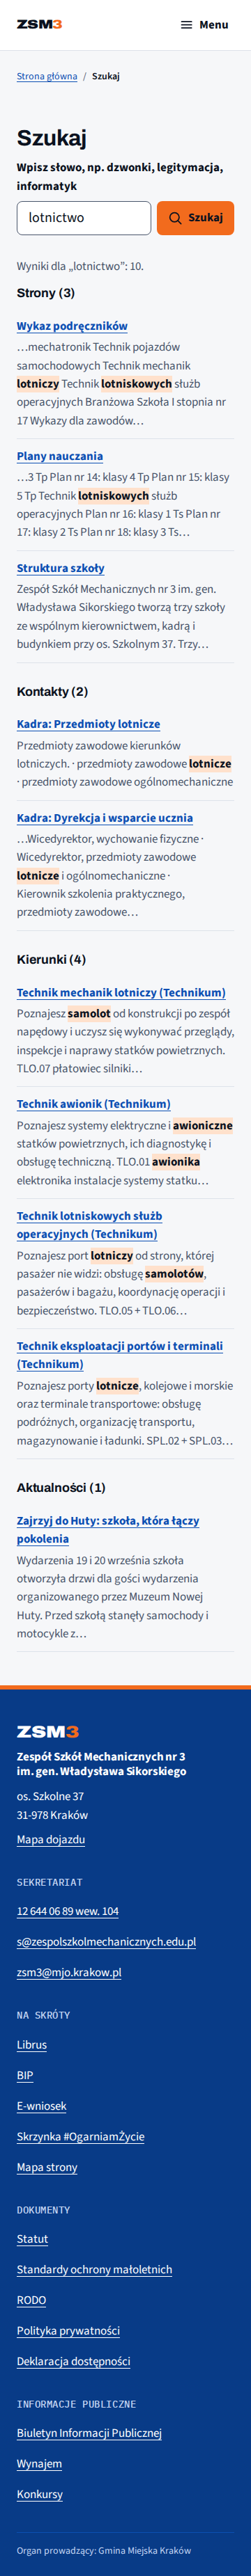 ZSM3
Menu
Strona główna / Szukaj
Szukaj
Wpisz słowo, np. dzwonki, legitymacja,
informatyk
lotnictwo
Szukaj
Wyniki dla „lotnictwo”: 10.
Strony (3)
Wykaz podręczników
…mechatronik Technik pojazdów
samochodowych Technik mechanik
lotniczy Technik lotniskowych służb
operacyjnych Branżowa Szkoła I stopnia nr
17 Wykazy dla zawodów…
Plany nauczania
…3 Tp Plan nr 14: klasy 4 Tp Plan nr 15: klasy
5 Tp Technik lotniskowych służb
operacyjnych Plan nr 16: klasy 1 Ts Plan nr
17: klasy 2 Ts Plan nr 18: klasy 3 Ts…
Struktura szkoły
Zespół Szkół Mechanicznych nr 3 im. gen.
Władysława Sikorskiego tworzą trzy szkoły
ze wspólnym kierownictwem, kadrą i
budynkiem przy os. Szkolnym 37. Trzy…
Kontakty (2)
Kadra: Przedmioty lotnicze
Przedmioty zawodowe kierunków
lotniczych. · przedmioty zawodowe lotnicze
· przedmioty zawodowe ogólnomechaniczne
Kadra: Dyrekcja i wsparcie ucznia
…Wicedyrektor, wychowanie fizyczne ·
Wicedyrektor, przedmioty zawodowe
lotnicze i ogólnomechaniczne ·
Kierownik szkolenia praktycznego,
przedmioty zawodowe…
Kierunki (4)
Technik mechanik lotniczy (Technikum)
Poznajesz samolot od konstrukcji po zespół
napędowy i uczysz się wykonywać przeglądy,
inspekcje i naprawy statków powietrznych.
TLO.07 płatowiec silniki…
Technik awionik (Technikum)
Poznajesz systemy elektryczne i awioniczne
statków powietrznych, ich diagnostykę i
obsługę techniczną. TLO.01 awionika
elektronika instalacje systemy statku…
Technik lotniskowych służb
operacyjnych (Technikum)
Poznajesz port lotniczy od strony, której
pasażer nie widzi: obsługę samolotów,
pasażerów i bagażu, koordynację operacji i
bezpieczeństwo. TLO.05 + TLO.06…
Technik eksploatacji portów i terminali
(Technikum)
Poznajesz porty lotnicze, kolejowe i morskie
oraz terminale transportowe: obsługę
podróżnych, organizację transportu,
magazynowanie i ładunki. SPL.02 + SPL.03…
Aktualności (1)
Zajrzyj do Huty: szkoła, która łączy
pokolenia
Wydarzenia 19 i 20 września szkoła
otworzyła drzwi dla gości wydarzenia
organizowanego przez Muzeum Nowej
Huty. Przed szkołą stanęły samochody i
motocykle z…
ZSM3
Zespół Szkół Mechanicznych nr 3
im. gen. Władysława Sikorskiego
os. Szkolne 37
31-978 Kraków
Mapa dojazdu
SEKRETARIAT
12 644 06 89 wew. 104
s@zespolszkolmechanicznych.edu.pl
zsm3@mjo.krakow.pl
NA SKRÓTY
Librus
BIP
E-wniosek
Skrzynka #OgarniamŻycie
Mapa strony
DOKUMENTY
Statut
Standardy ochrony małoletnich
RODO
Polityka prywatności
Deklaracja dostępności
INFORMACJE PUBLICZNE
Biuletyn Informacji Publicznej
Wynajem
Konkursy
Organ prowadzący: Gmina Miejska Kraków